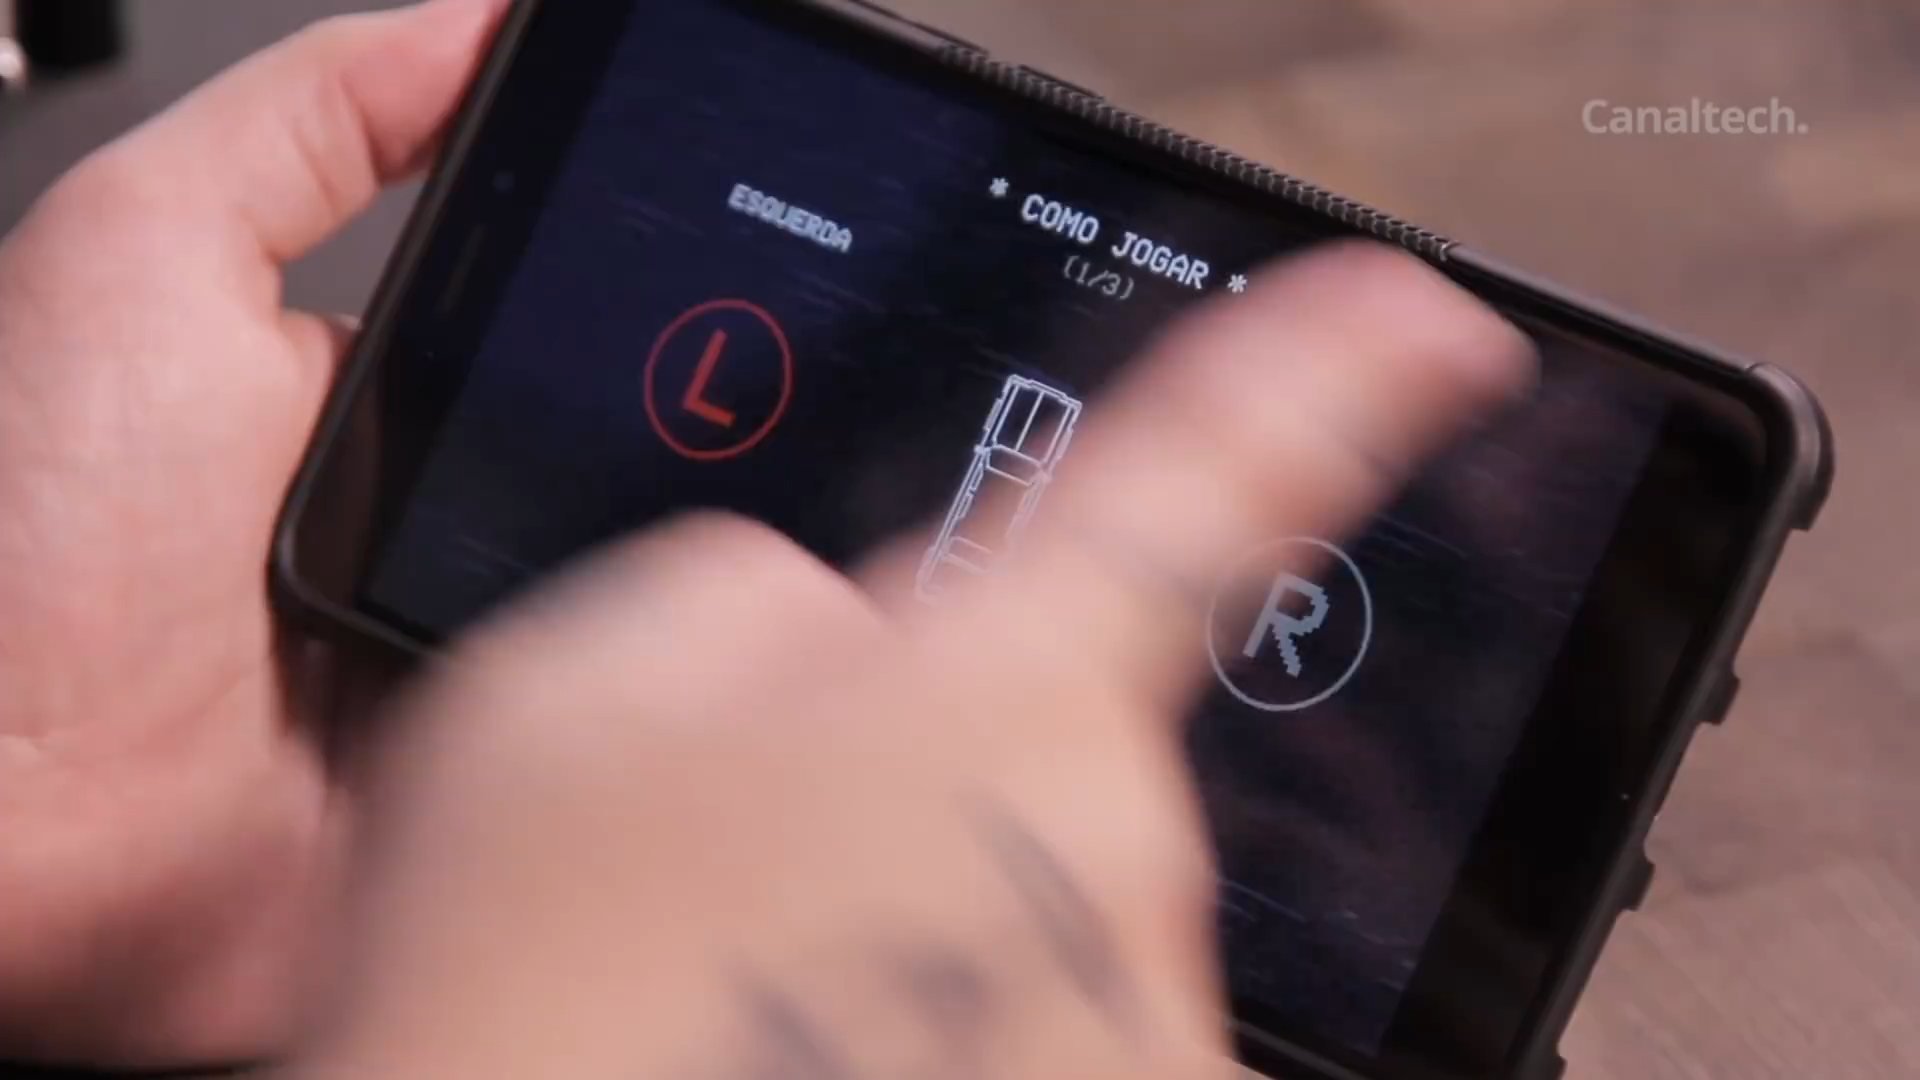 Canaltech.
* COMO JOGAR *
(1/3)
ESQUERDA
L
R